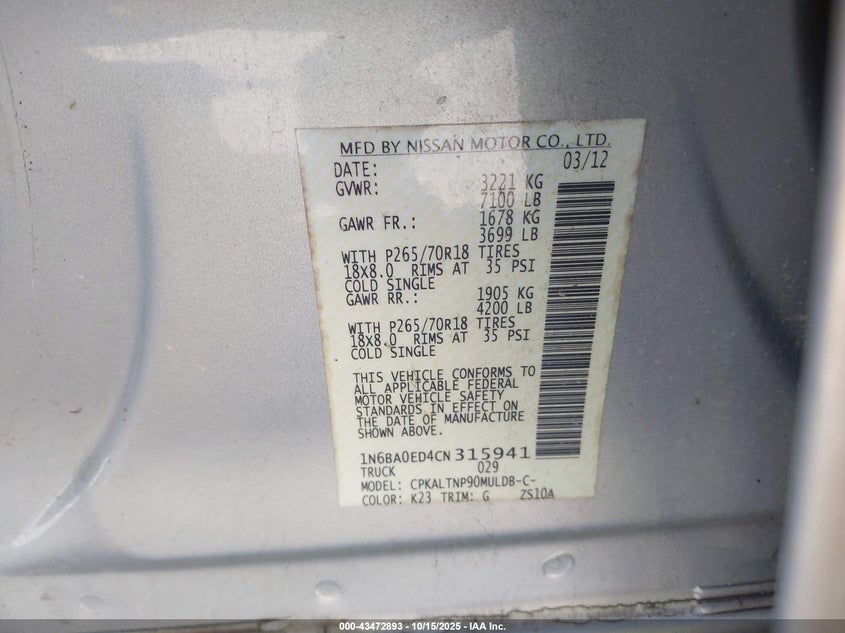 MFD BY NISSAN MOTOR CO., LTD.
DATE: 03/12
GVWR: 3221 KG
7100 LB
GAWR FR.: 1678 KG
3699 LB
WITH P265/70R18 TIRES
18X8.0 RIMS AT 35 PSI
COLD SINGLE
GAWR RR.: 1905 KG
4200 LB
WITH P265/70R18 TIRES
18X8.0 RIMS AT 35 PSI
COLD SINGLE
THIS VEHICLE CONFORMS TO
ALL APPLICABLE FEDERAL
MOTOR VEHICLE SAFETY
STANDARDS IN EFFECT ON
THE DATE OF MANUFACTURE
SHOWN ABOVE.
1N6BA0ED4CN315941
TRUCK 029
MODEL: CPKALTNP90MULDB-C-
COLOR: K23 TRIM: G ZS10A
000-43472893 - 10/15/2025 - IAA Inc.